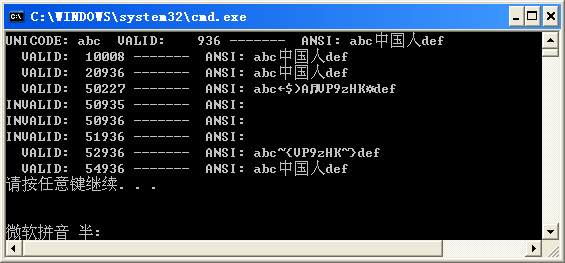 C:\WINDOWS\system32\cmd.exe
UNICODE: abc  VALID:    936 -------  ANSI: abc中国人def
  VALID:  10008 -------  ANSI: abc中国人def
  VALID:  20936 -------  ANSI: abc中国人def
  VALID:  50227 -------  ANSI: abc←$)A♫VP9zHK☼def
INVALID:  50935 -------  ANSI:
INVALID:  50936 -------  ANSI:
INVALID:  51936 -------  ANSI:
  VALID:  52936 -------  ANSI: abc~{VP9zHK~}def
  VALID:  54936 -------  ANSI: abc中国人def
请按任意键继续. . .
微软拼音 半: